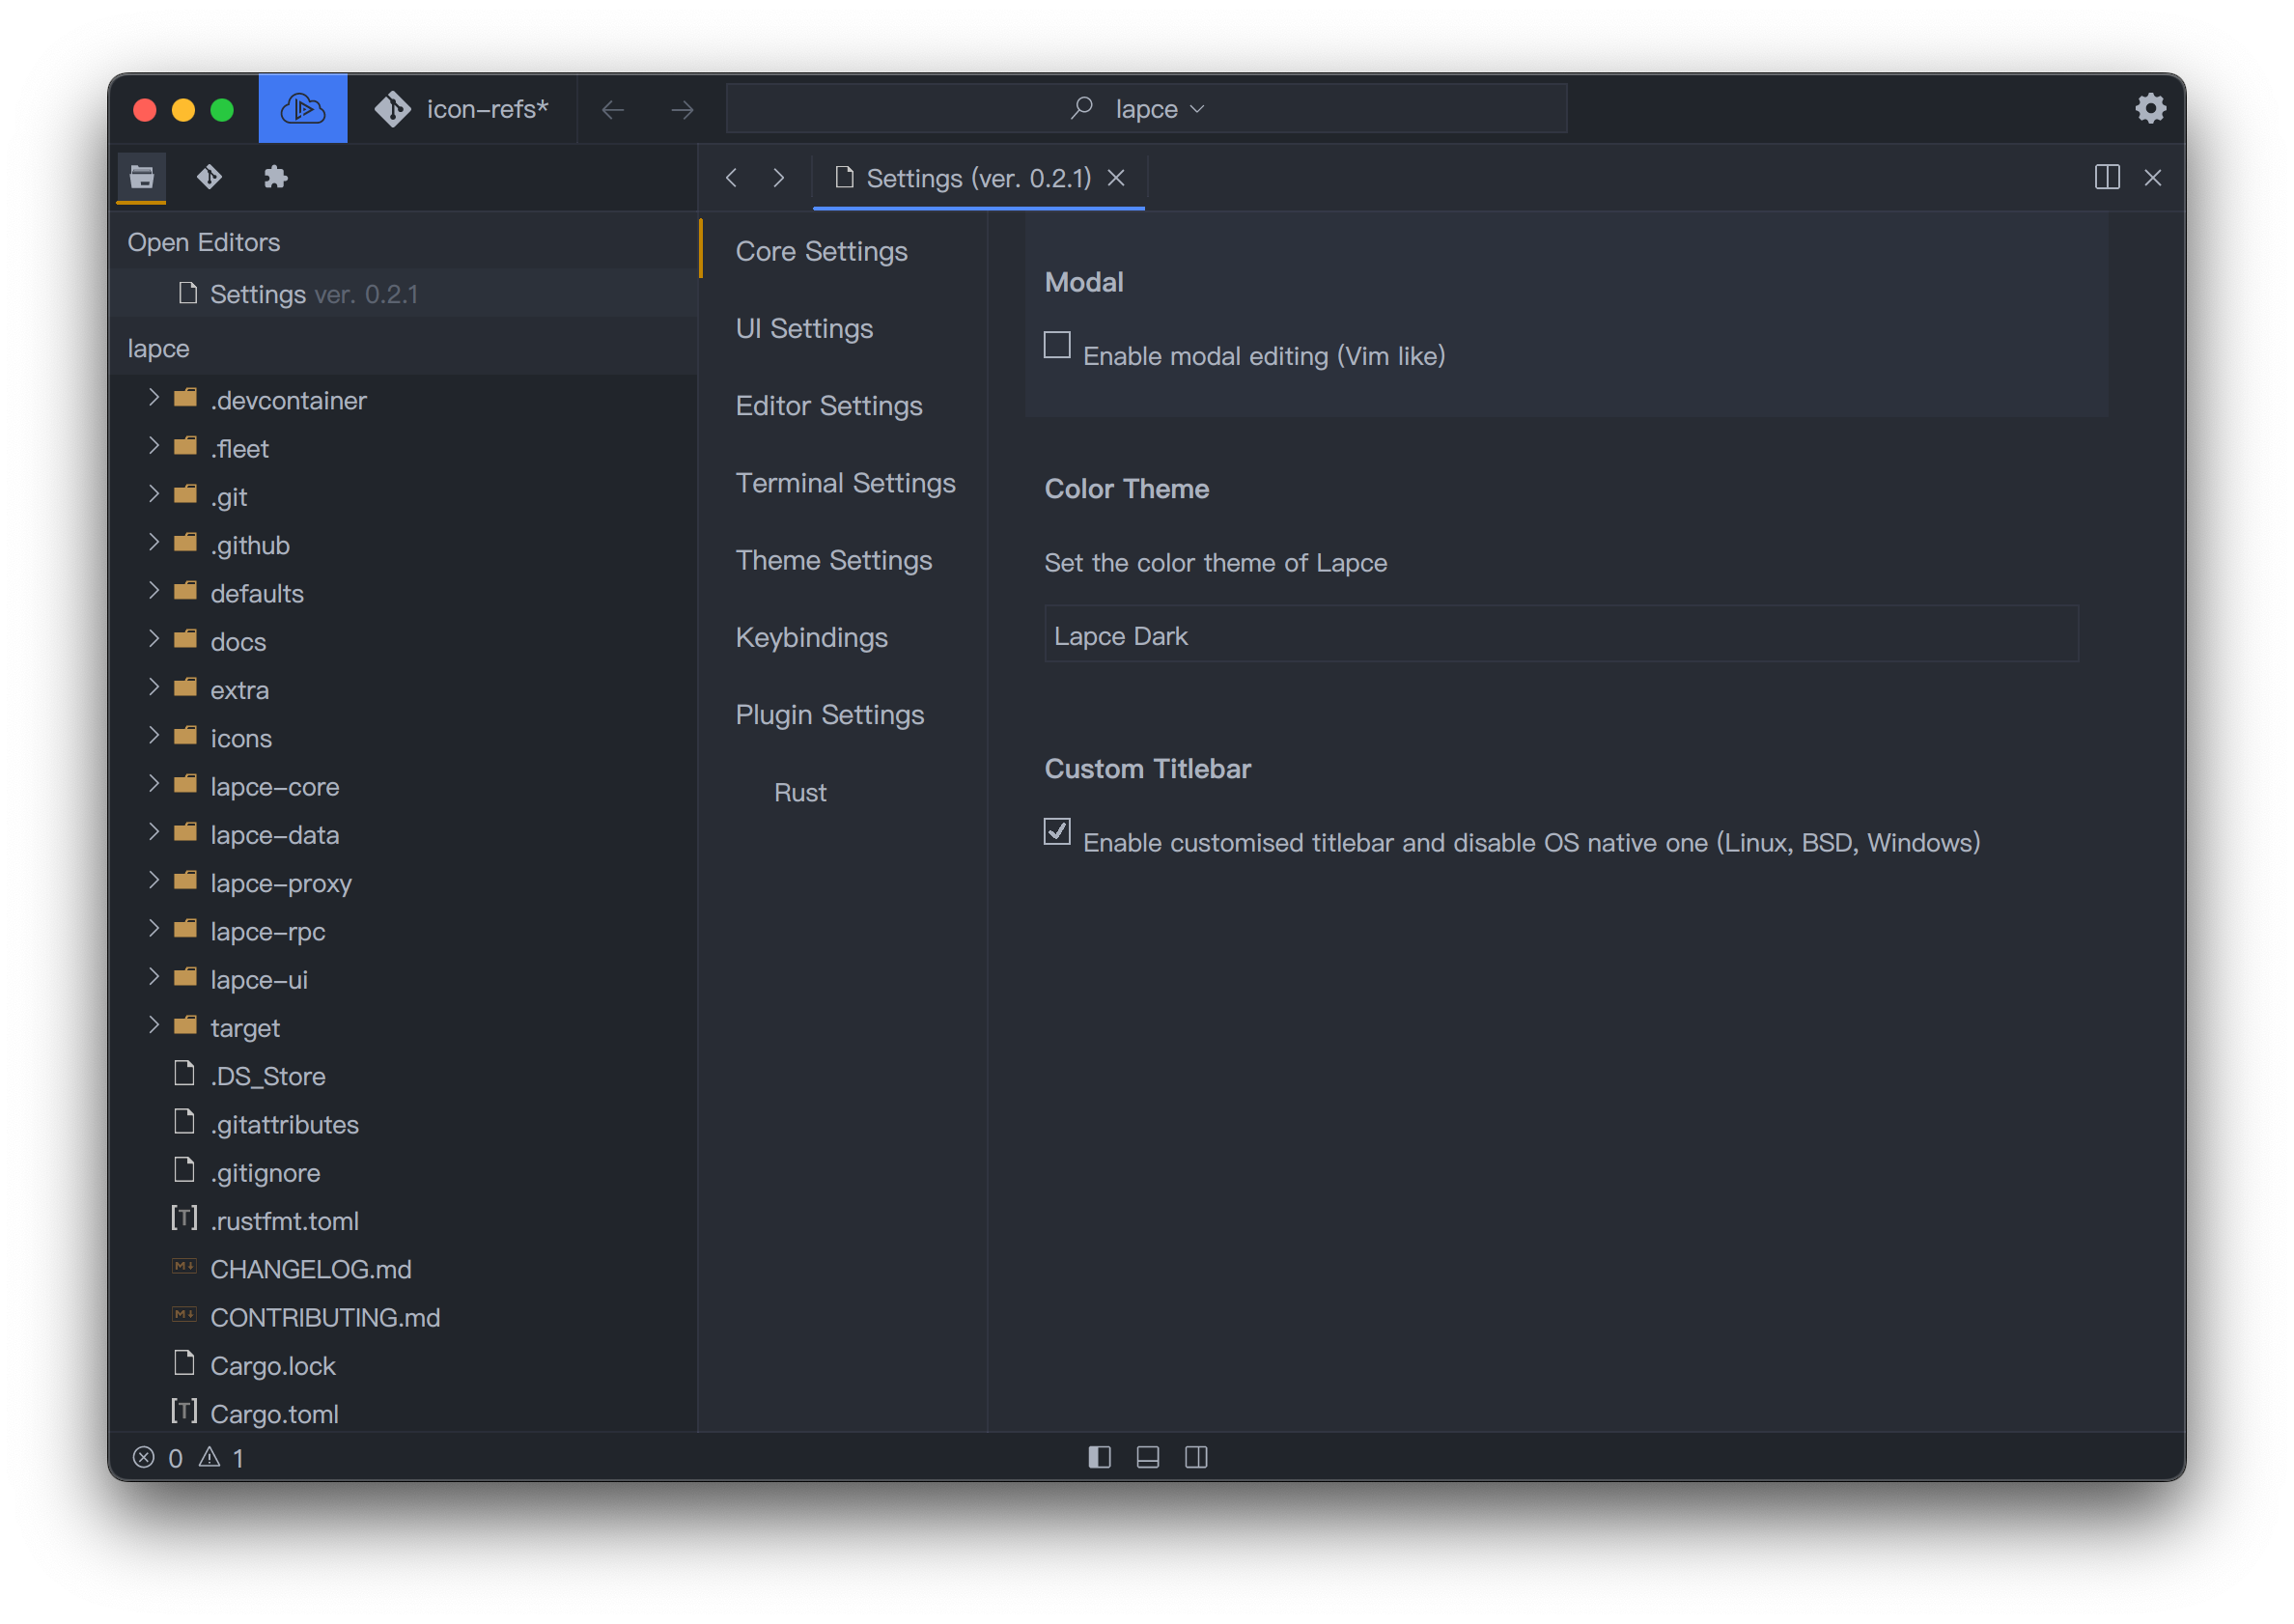 icon-refs*
lapce
Settings (ver. 0.2.1)
Open Editors
Settings ver. 0.2.1
lapce
.devcontainer
.fleet
.git
.github
defaults
docs
extra
icons
lapce-core
lapce-data
lapce-proxy
lapce-rpc
lapce-ui
target
.DS_Store
.gitattributes
.gitignore
[T] .rustfmt.toml
M↓ CHANGELOG.md
M↓ CONTRIBUTING.md
Cargo.lock
[T] Cargo.toml
Core Settings
UI Settings
Editor Settings
Terminal Settings
Theme Settings
Keybindings
Plugin Settings
Rust
Modal
Enable modal editing (Vim like)
Color Theme
Set the color theme of Lapce
Lapce Dark
Custom Titlebar
Enable customised titlebar and disable OS native one (Linux, BSD, Windows)
0 1